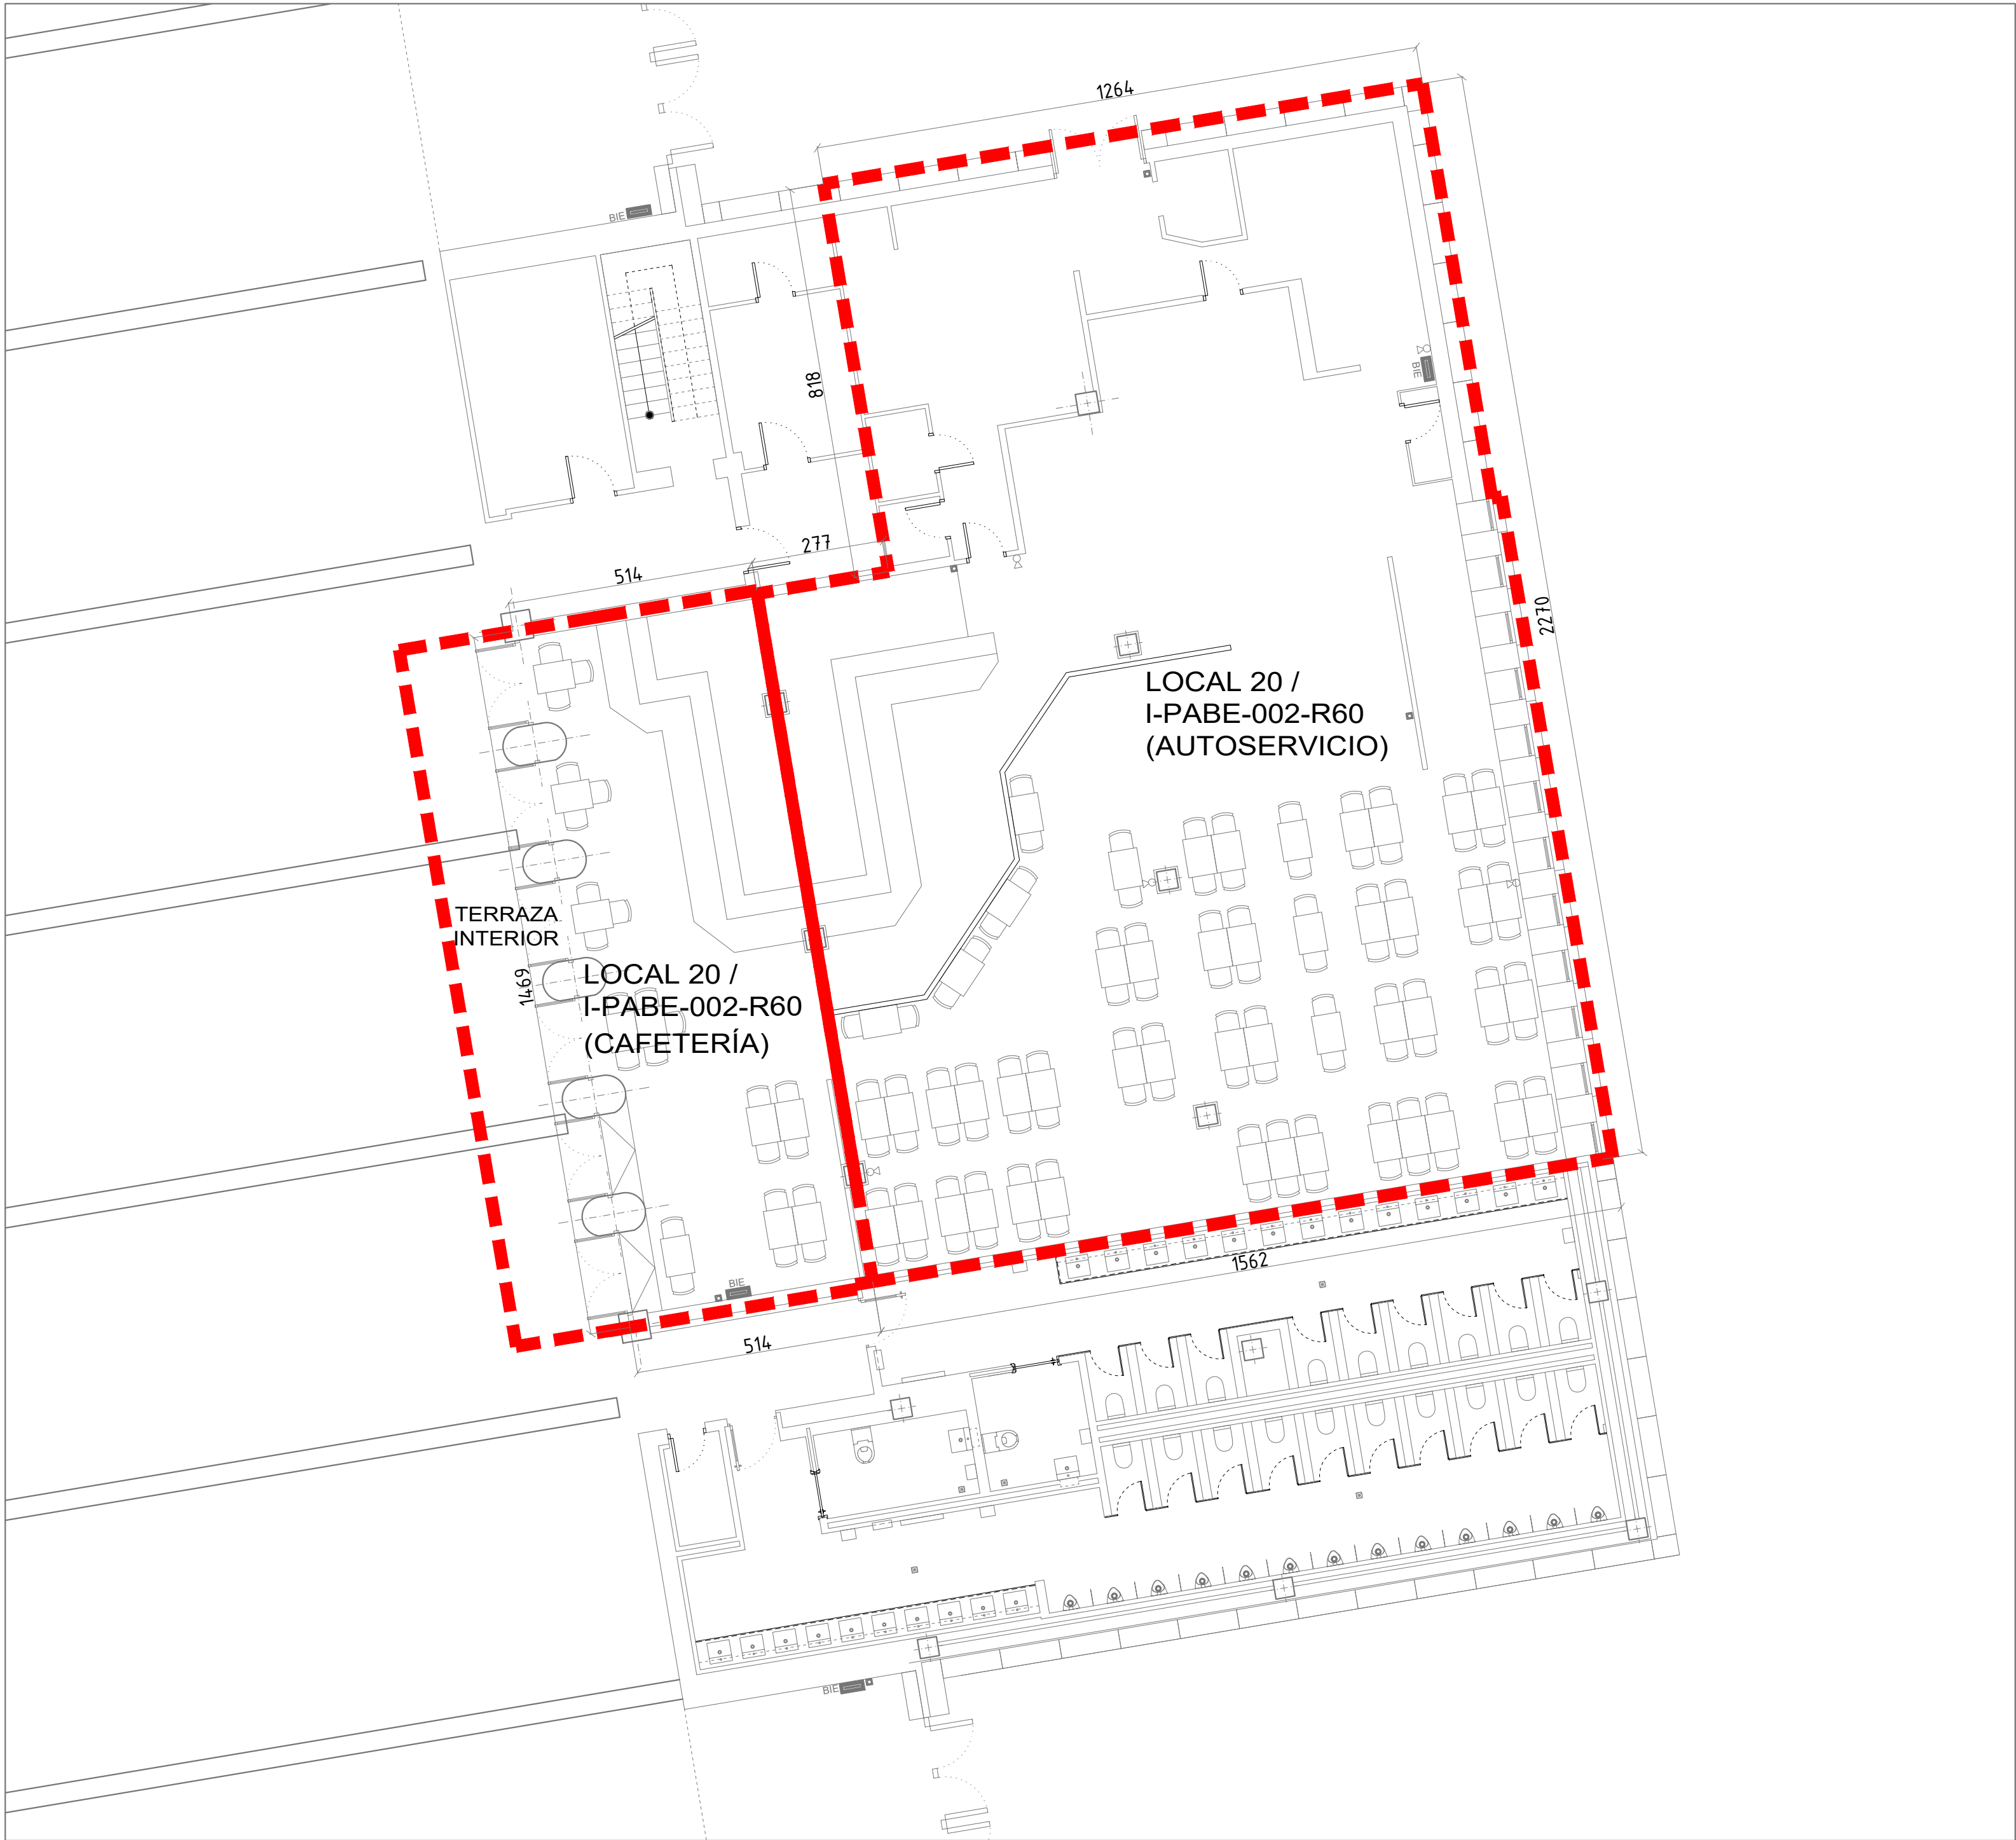 1264
BIE
818
BIE
277
514
2270
LOCAL 20 /
I-PABE-002-R60
(AUTOSERVICIO)
TERRAZA
INTERIOR
1469
LOCAL 20 /
I-PABE-002-R60
(CAFETERÍA)
1562
BIE
514
BIE